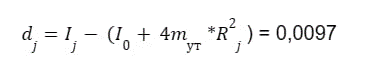 d_j = I_j − (I_0 + 4m_ут *R_j^2) = 0,0097